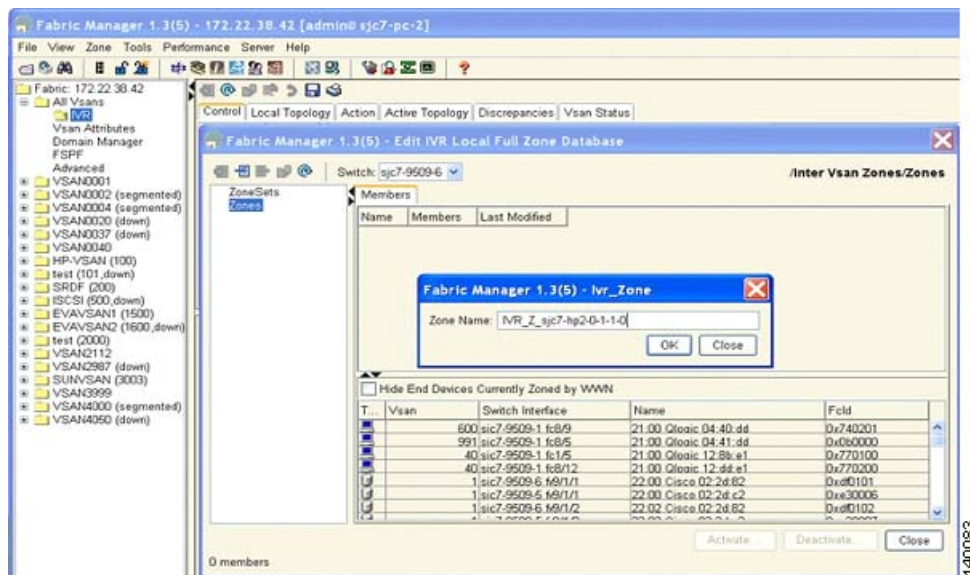 Fabric Manager 1.3(5) - 172.22.38.42 [admin@sjc7-pc-2]
File View Zone Tools Performance Server Help
Fabric: 172.22.38.42
All Vsans
IVR
Vsan Attributes
Domain Manager
FSPF
Advanced
VSAN0001
VSAN0002 (segmented)
VSAN0004 (segmented)
VSAN0020 (down)
VSAN0037 (down)
VSAN0040
HP-VSAN (100)
test (101,down)
SRDF (200)
ISCSI (500,down)
EVAVSAN1 (1500)
EVAVSAN2 (1600,down)
test (2000)
VSAN2112
VSAN2987 (down)
SUNVSAN (3003)
VSAN3999
VSAN4000 (segmented)
VSAN4050 (down)
Control Local Topology Action Active Topology Discrepancies Vsan Status
Fabric Manager 1.3(5) - Edit IVR Local Full Zone Database
Switch: sjc7-9509-6
/Inter Vsan Zones/Zones
ZoneSets
Zones
Members
Name Members Last Modified
Fabric Manager 1.3(5) - Ivr_Zone
Zone Name: IVR_Z_sjc7-hp2-0-1-1-0
OK Close
Hide End Devices Currently Zoned by WWN
T... Vsan Switch Interface Name FcId
600 sjc7-9509-1 fc8/9 21:00 Qlogic 04:40:dd 0x740201
991 sjc7-9509-1 fc8/5 21:00 Qlogic 04:41:dd 0x0b0000
40 sjc7-9509-1 fc1/5 21:00 Qlogic 12:8b:e1 0x770100
40 sjc7-9509-1 fc8/12 21:00 Qlogic 12:dd:e1 0x770200
1 sjc7-9509-6 fv9/1/1 22:00 Cisco 02:2d:82 0xdf0101
1 sjc7-9509-5 fv9/1/1 22:00 Cisco 02:2d:c2 0xe30006
1 sjc7-9509-6 fv9/1/2 22:02 Cisco 02:2d:82 0xdf0102
Activate... Deactivate... Close
0 members
140083